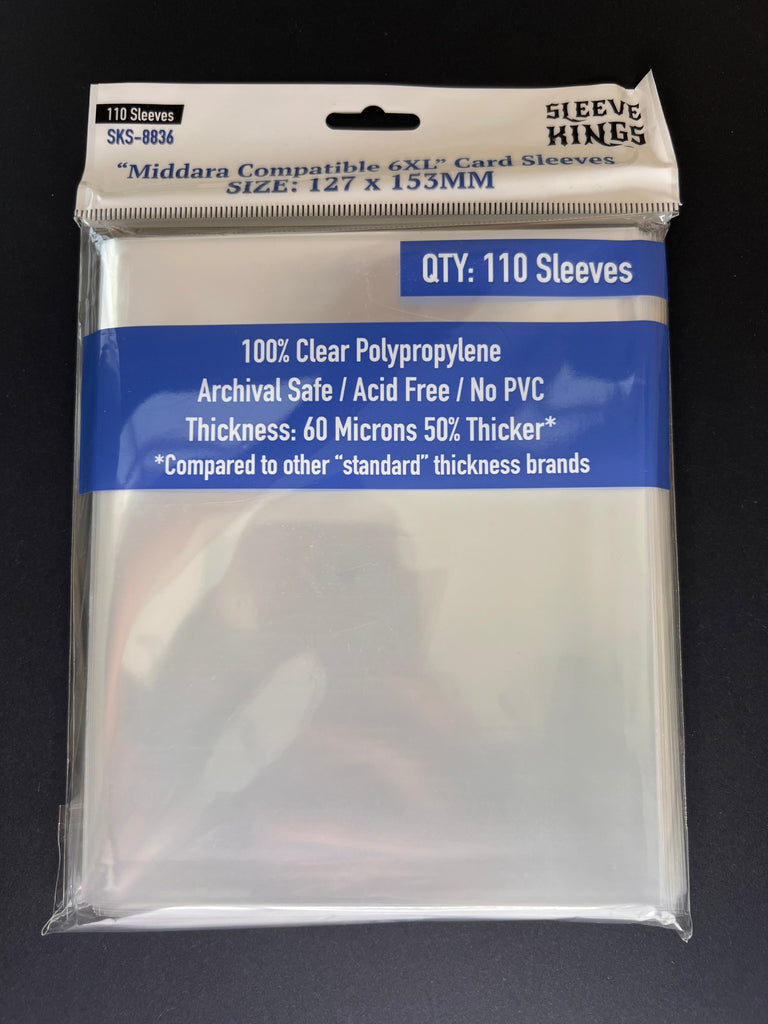 110 Sleeves
SKS-8836
SLEEVE
KINGS
"Middara Compatible 6XL" Card Sleeves
SIZE: 127 x 153MM
QTY: 110 Sleeves
100% Clear Polypropylene
Archival Safe / Acid Free / No PVC
Thickness: 60 Microns 50% Thicker*
*Compared to other "standard" thickness brands